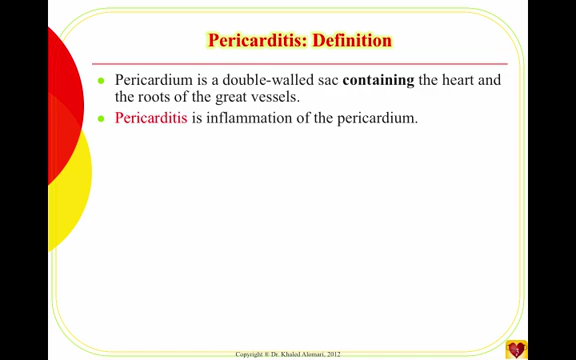 Pericarditis: Definition
Pericardium is a double-walled sac containing the heart and
the roots of the great vessels.
Pericarditis is inflammation of the pericardium.
Copyright ® Dr. Khaled Alomari, 2012